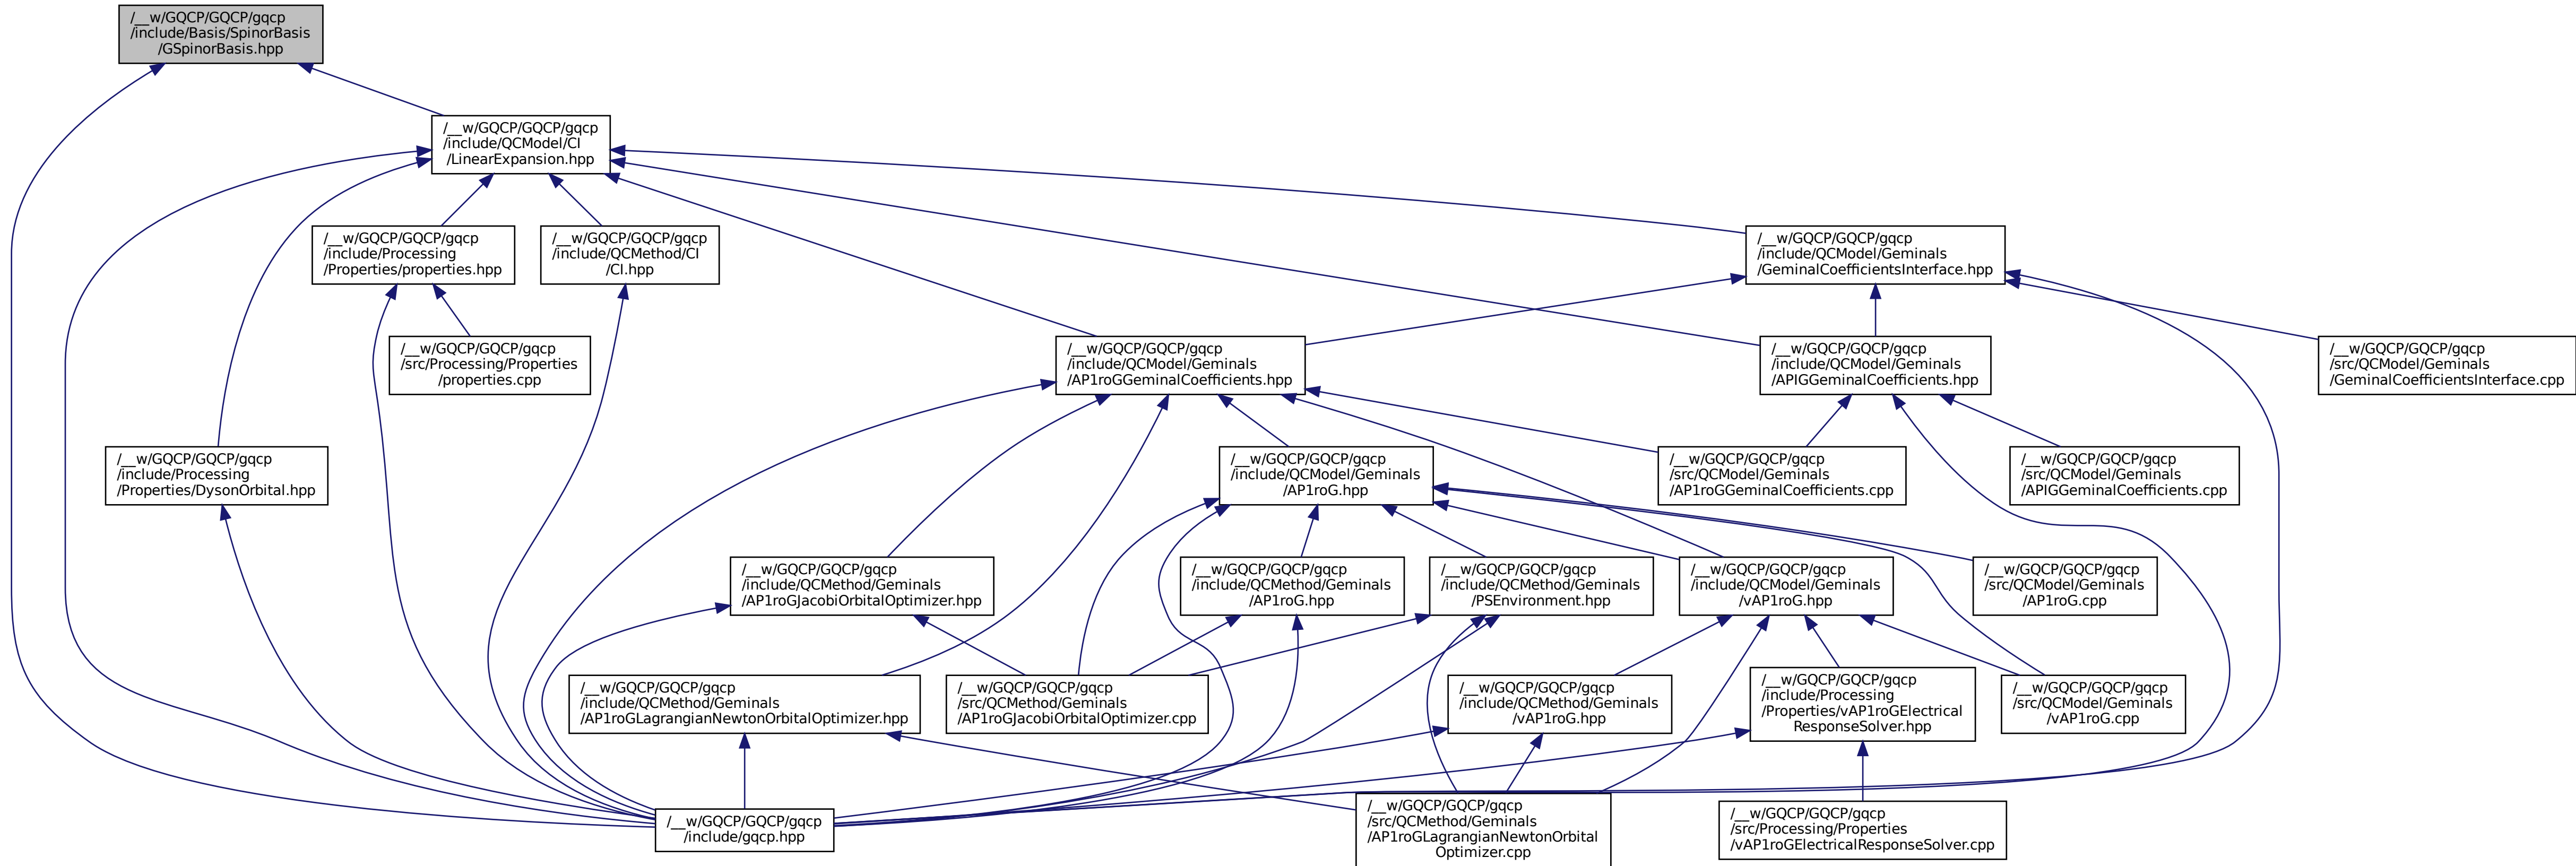 /__w/GQCP/GQCP/gqcp
/include/Basis/SpinorBasis
/GSpinorBasis.hpp
/__w/GQCP/GQCP/gqcp
/include/QCModel/CI
/LinearExpansion.hpp
/__w/GQCP/GQCP/gqcp
/include/Processing
/Properties/properties.hpp
/__w/GQCP/GQCP/gqcp
/include/QCMethod/CI
/CI.hpp
/__w/GQCP/GQCP/gqcp
/include/QCModel/Geminals
/GeminalCoefficientsInterface.hpp
/__w/GQCP/GQCP/gqcp
/src/Processing/Properties
/properties.cpp
/__w/GQCP/GQCP/gqcp
/include/QCModel/Geminals
/AP1roGGeminalCoefficients.hpp
/__w/GQCP/GQCP/gqcp
/include/QCModel/Geminals
/APIGGeminalCoefficients.hpp
/__w/GQCP/GQCP/gqcp
/src/QCModel/Geminals
/GeminalCoefficientsInterface.cpp
/__w/GQCP/GQCP/gqcp
/include/Processing
/Properties/DysonOrbital.hpp
/__w/GQCP/GQCP/gqcp
/include/QCModel/Geminals
/AP1roG.hpp
/__w/GQCP/GQCP/gqcp
/src/QCModel/Geminals
/AP1roGGeminalCoefficients.cpp
/__w/GQCP/GQCP/gqcp
/src/QCModel/Geminals
/APIGGeminalCoefficients.cpp
/__w/GQCP/GQCP/gqcp
/include/QCMethod/Geminals
/AP1roGJacobiOrbitalOptimizer.hpp
/__w/GQCP/GQCP/gqcp
/include/QCMethod/Geminals
/AP1roG.hpp
/__w/GQCP/GQCP/gqcp
/include/QCMethod/Geminals
/PSEnvironment.hpp
/__w/GQCP/GQCP/gqcp
/include/QCModel/Geminals
/vAP1roG.hpp
/__w/GQCP/GQCP/gqcp
/src/QCModel/Geminals
/AP1roG.cpp
/__w/GQCP/GQCP/gqcp
/include/QCMethod/Geminals
/AP1roGLagrangianNewtonOrbitalOptimizer.hpp
/__w/GQCP/GQCP/gqcp
/src/QCMethod/Geminals
/AP1roGJacobiOrbitalOptimizer.cpp
/__w/GQCP/GQCP/gqcp
/include/QCMethod/Geminals
/vAP1roG.hpp
/__w/GQCP/GQCP/gqcp
/include/Processing
/Properties/vAP1roGElectrical
ResponseSolver.hpp
/__w/GQCP/GQCP/gqcp
/src/QCModel/Geminals
/vAP1roG.cpp
/__w/GQCP/GQCP/gqcp
/include/gqcp.hpp
/__w/GQCP/GQCP/gqcp
/src/QCMethod/Geminals
/AP1roGLagrangianNewtonOrbital
Optimizer.cpp
/__w/GQCP/GQCP/gqcp
/src/Processing/Properties
/vAP1roGElectricalResponseSolver.cpp